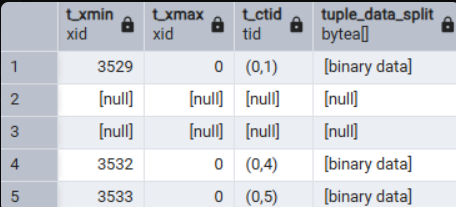 t_xmin t_xmax t_ctid tuple_data_split
xid xid tid bytea[]
1 3529 0 (0,1) [binary data]
2 [null] [null] [null] [null]
3 [null] [null] [null] [null]
4 3532 0 (0,4) [binary data]
5 3533 0 (0,5) [binary data]